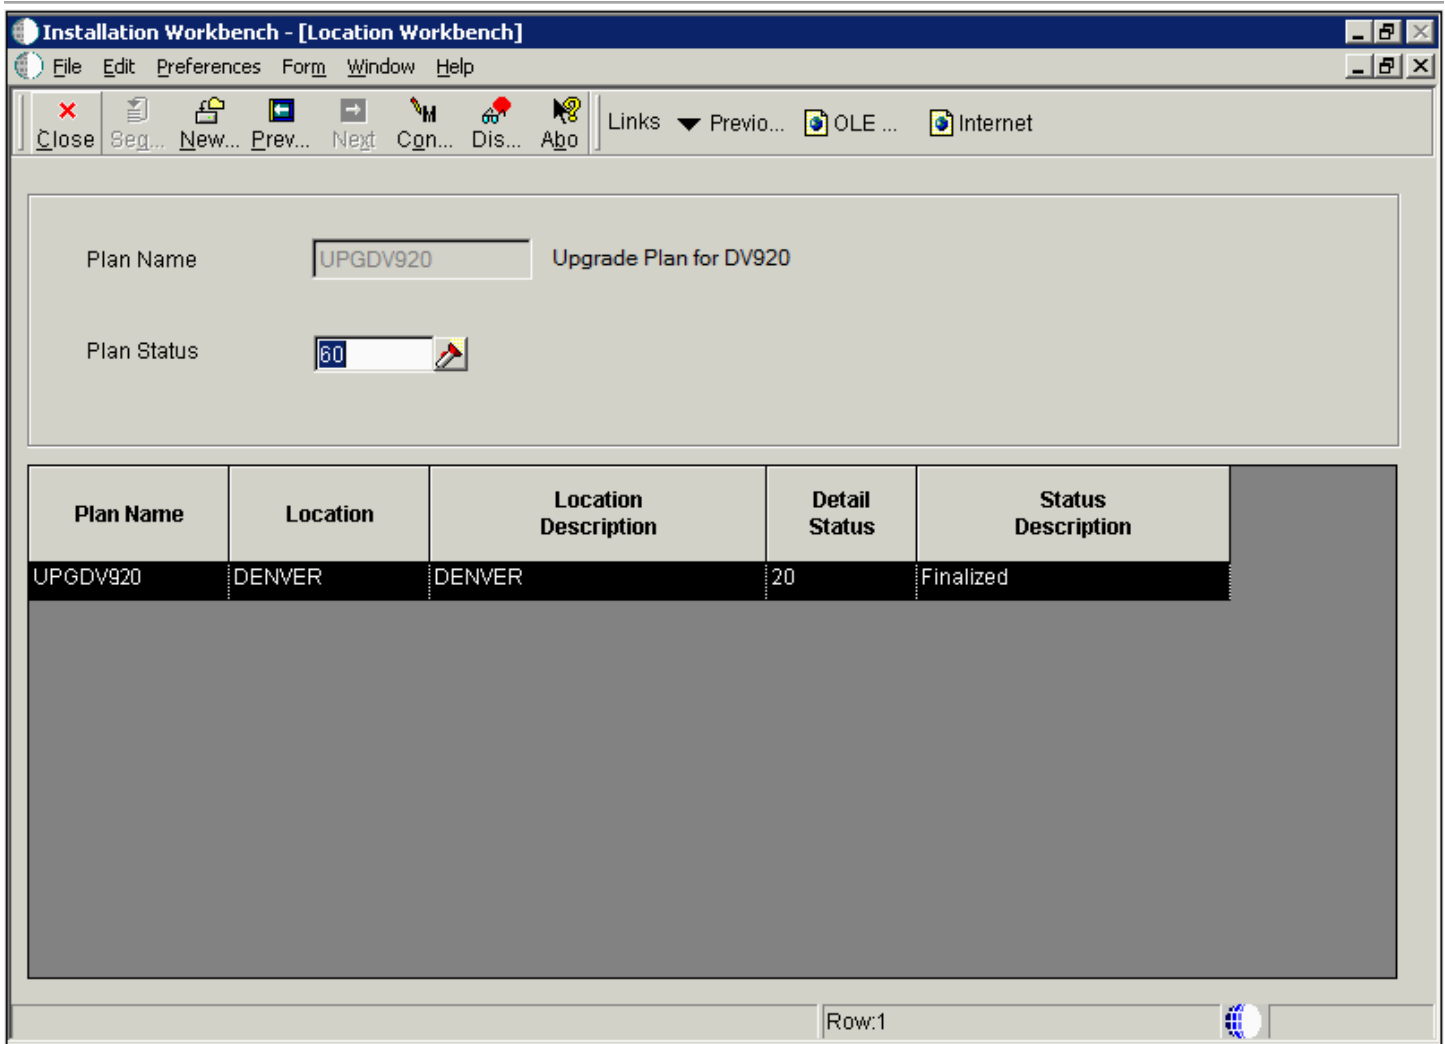 Installation Workbench - [Location Workbench]
File Edit Preferences Form Window Help
Close Seq... New... Prev... Next Con... Dis... Abo Links Previo... OLE ... Internet
Plan Name UPGDV920 Upgrade Plan for DV920
Plan Status 60
Plan Name Location Location Description Detail Status Status Description
UPGDV920 DENVER DENVER 20 Finalized
Row:1